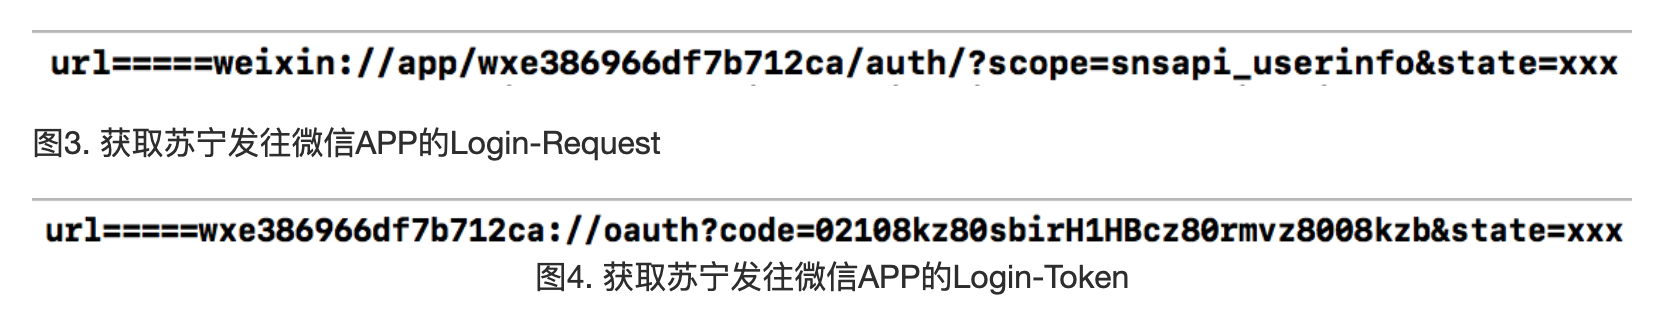 url=====weixin://app/wxe386966df7b712ca/auth/?scope=snsapi_userinfo&state=xxx
图3. 获取苏宁发往微信APP的Login-Request
url=====wxe386966df7b712ca://oauth?code=02108kz80sbirH1HBcz80rmvz8008kzb&state=xxx
图4. 获取苏宁发往微信APP的Login-Token